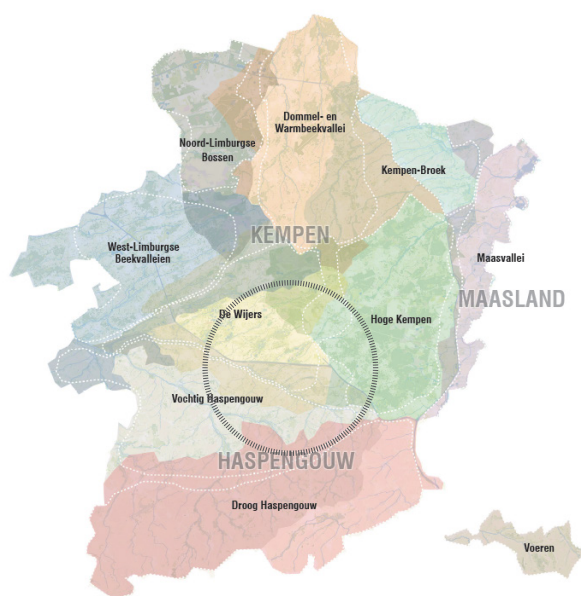 Dommel- en
Warmbeekvallei
Noord-Limburgse
Bossen
Kempen-Broek
KEMPEN
West-Limburgse
Beekvalleien
Maasvallei
MAASLAND
De Wijers
Hoge Kempen
Vochtig Haspengouw
HASPENGOUW
Droog Haspengouw
Voeren